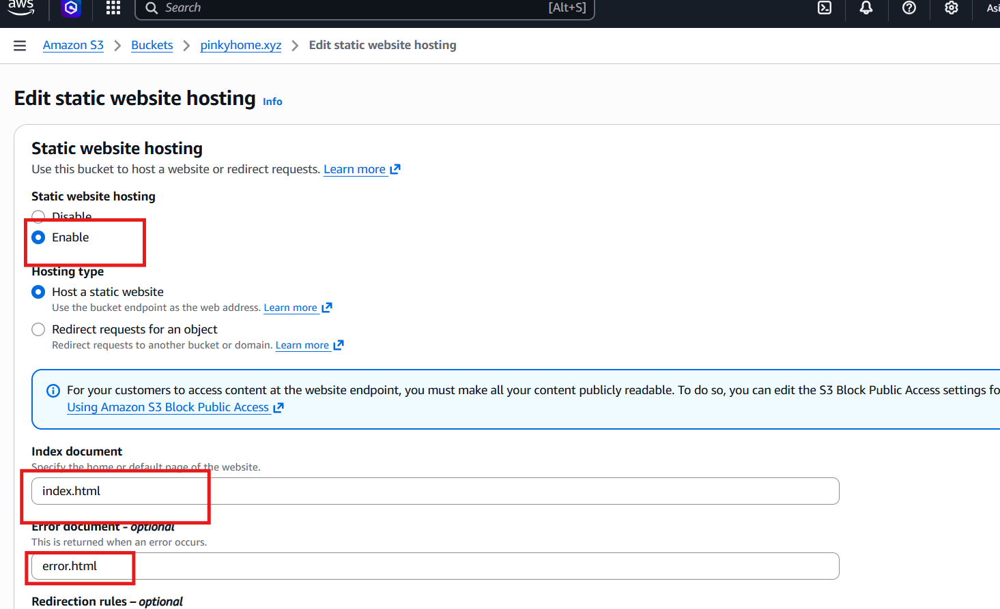 aws
Search
[Alt+S]
Asi
Amazon S3 > Buckets > pinkyhome.xyz > Edit static website hosting
Edit static website hosting Info
Static website hosting
Use this bucket to host a website or redirect requests. Learn more
Static website hosting
Disable
Enable
Hosting type
Host a static website
Use the bucket endpoint as the web address. Learn more
Redirect requests for an object
Redirect requests to another bucket or domain. Learn more
For your customers to access content at the website endpoint, you must make all your content publicly readable. To do so, you can edit the S3 Block Public Access settings fo
Using Amazon S3 Block Public Access
Index document
Specify the home or default page of the website.
index.html
Error document - optional
This is returned when an error occurs.
error.html
Redirection rules – optional